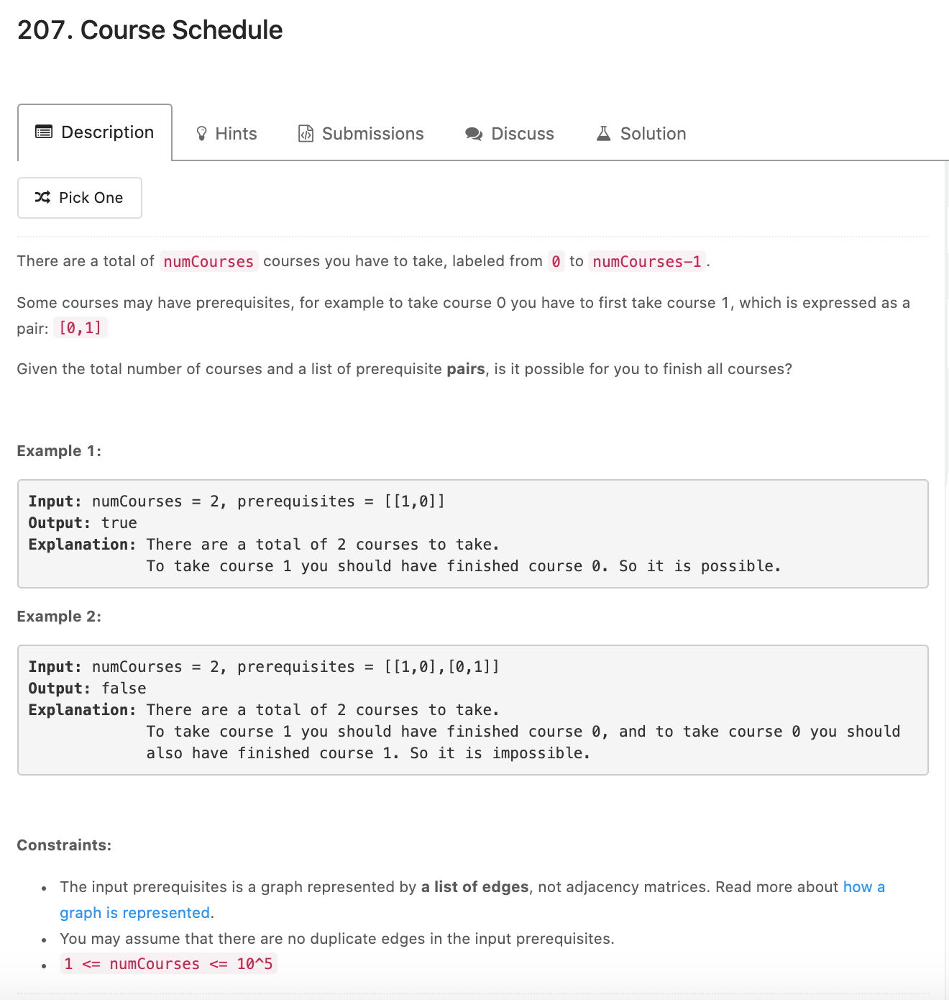 207. Course Schedule
Description
Hints
Submissions
Discuss
Solution
Pick One
There are a total of numCourses courses you have to take, labeled from 0 to numCourses-1.
Some courses may have prerequisites, for example to take course 0 you have to first take course 1, which is expressed as a
pair: [0,1]
Given the total number of courses and a list of prerequisite pairs, is it possible for you to finish all courses?
Example 1:
Input: numCourses = 2, prerequisites = [[1,0]]
Output: true
Explanation: There are a total of 2 courses to take.
To take course 1 you should have finished course 0. So it is possible.
Example 2:
Input: numCourses = 2, prerequisites = [[1,0],[0,1]]
Output: false
Explanation: There are a total of 2 courses to take.
To take course 1 you should have finished course 0, and to take course 0 you should
also have finished course 1. So it is impossible.
Constraints:
• The input prerequisites is a graph represented by a list of edges, not adjacency matrices. Read more about how a
graph is represented.
• You may assume that there are no duplicate edges in the input prerequisites.
• 1 <= numCourses <= 10^5